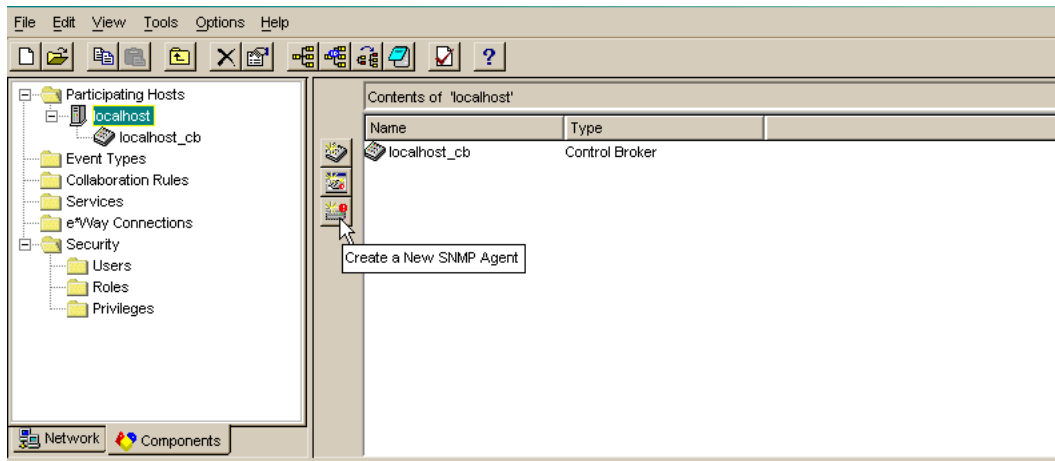 File Edit View Tools Options Help
Participating Hosts
localhost
localhost_cb
Event Types
Collaboration Rules
Services
e*Way Connections
Security
Users
Roles
Privileges
Network Components
Contents of 'localhost'
Name Type
localhost_cb Control Broker
Create a New SNMP Agent